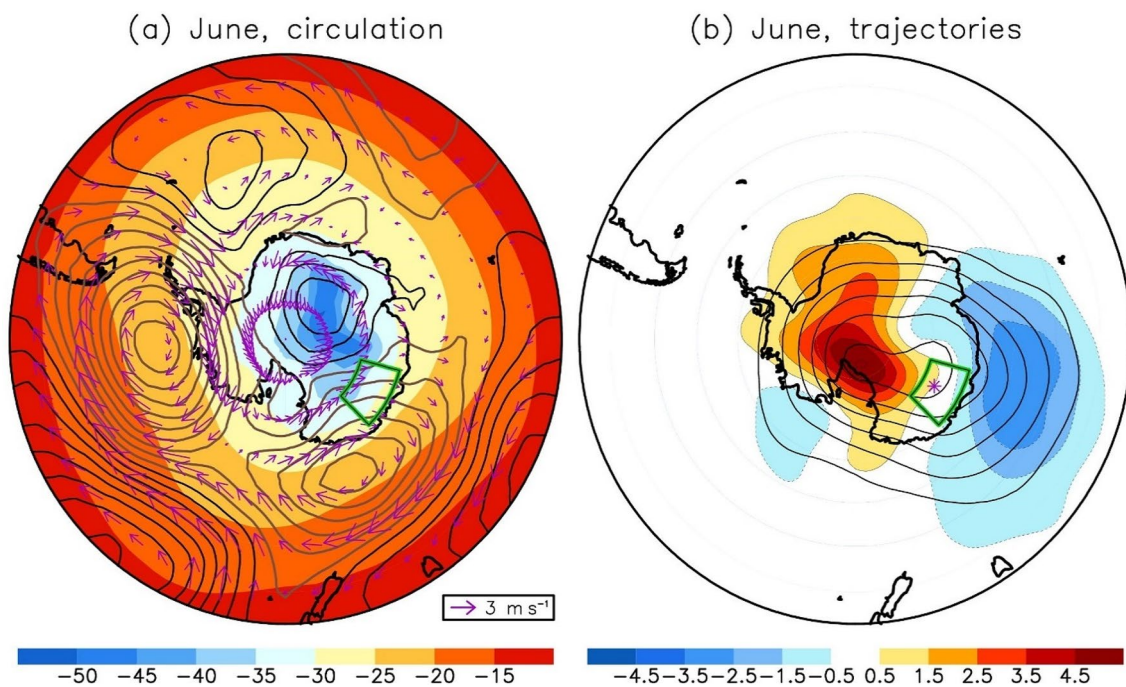 (a) June, circulation
(b) June, trajectories
3 m s⁻¹
−50 −45 −40 −35 −30 −25 −20 −15
−4.5 −3.5 −2.5 −1.5 −0.5 0.5 1.5 2.5 3.5 4.5